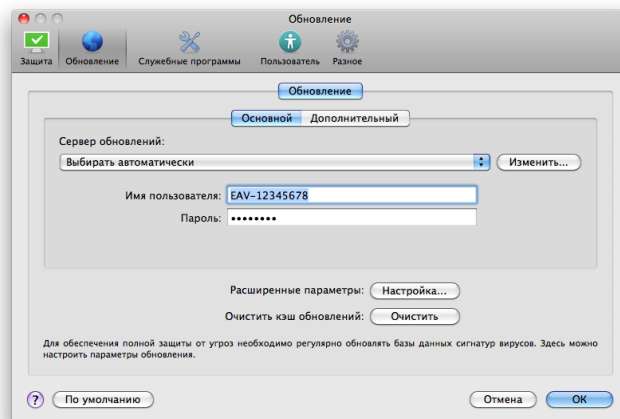 Обновление
Защита Обновление Служебные программы Пользователь Разное
Обновление
Основной Дополнительный
Сервер обновлений:
Выбирать автоматически Изменить...
Имя пользователя: EAV-12345678
Пароль: ••••••••
Расширенные параметры: Настройка...
Очистить кэш обновлений: Очистить
Для обеспечения полной защиты от угроз необходимо регулярно обновлять базы данных сигнатур вирусов. Здесь можно
настроить параметры обновления.
? По умолчанию Отмена OK